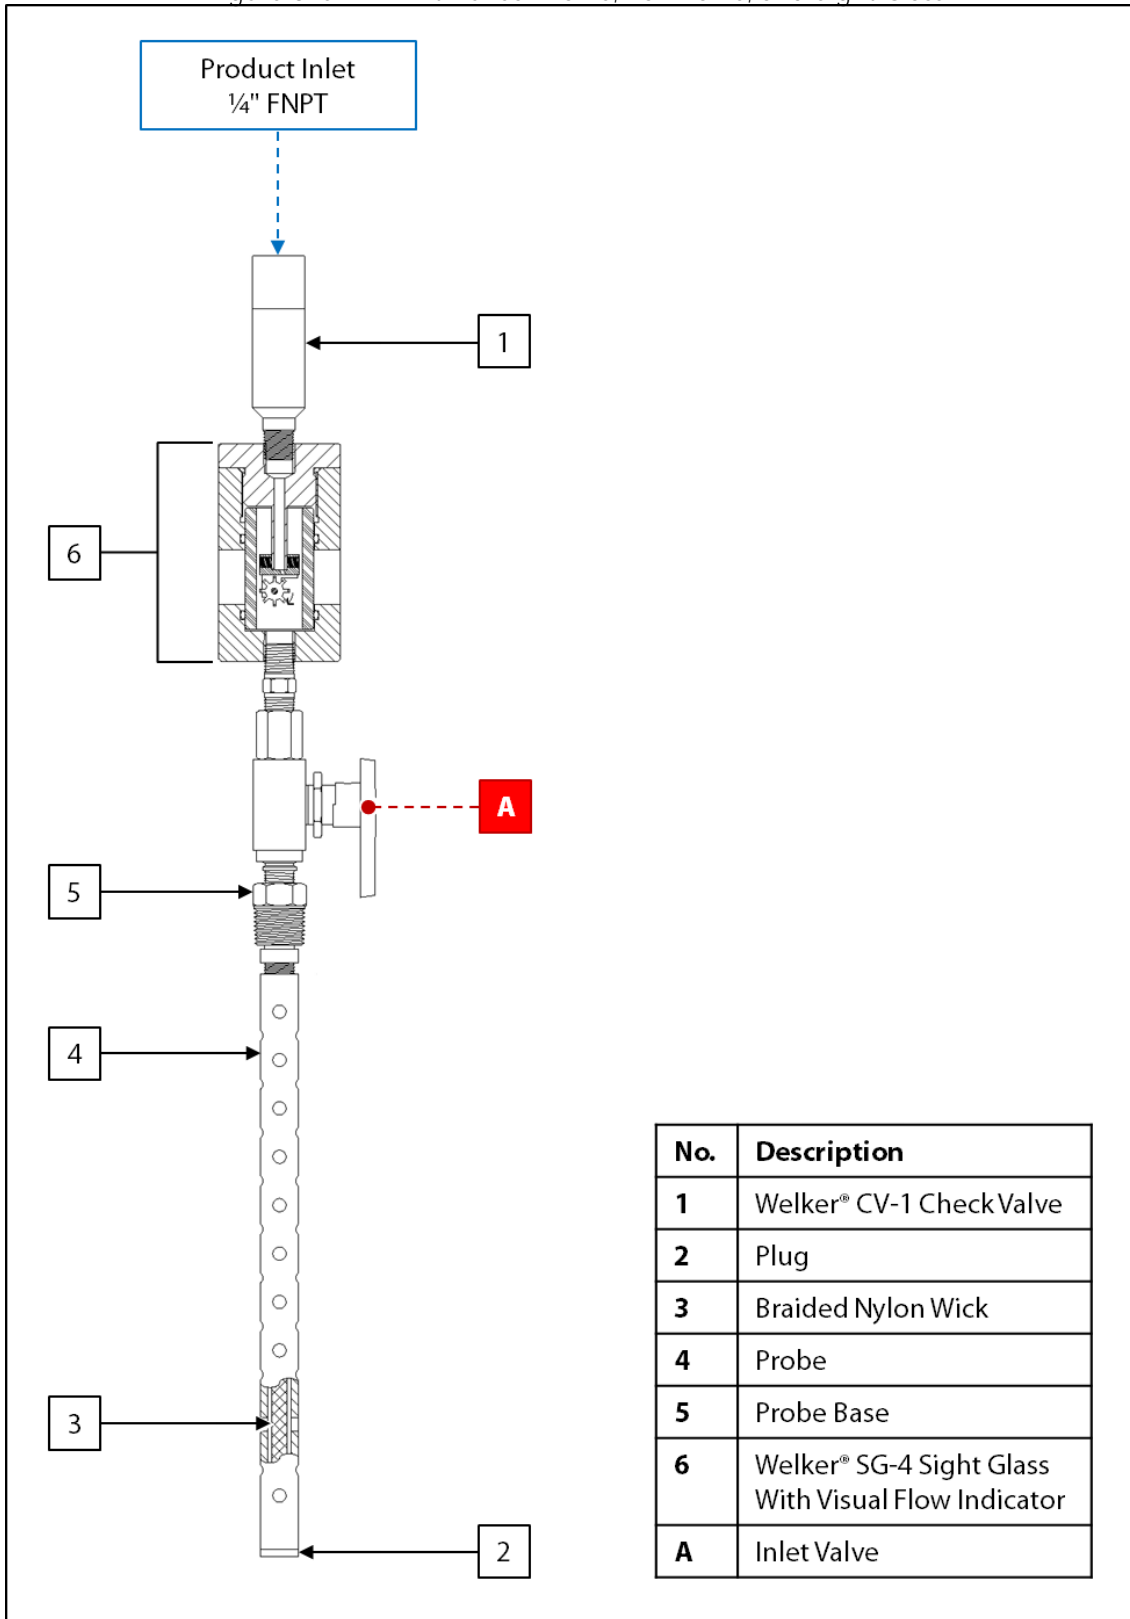 Product Inlet
¼" FNPT
1
6
A
5
4
3
2
No. Description
1 Welker® CV-1 Check Valve
2 Plug
3 Braided Nylon Wick
4 Probe
5 Probe Base
6 Welker® SG-4 Sight Glass
With Visual Flow Indicator
A Inlet Valve